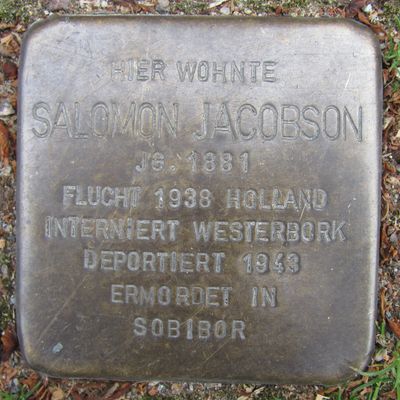 HIER WOHNTE
SALOMON JACOBSON
JG. 1881
FLUCHT 1938 HOLLAND
INTERNIERT WESTERBORK
DEPORTIERT 1943
ERMORDET IN
SOBIBOR